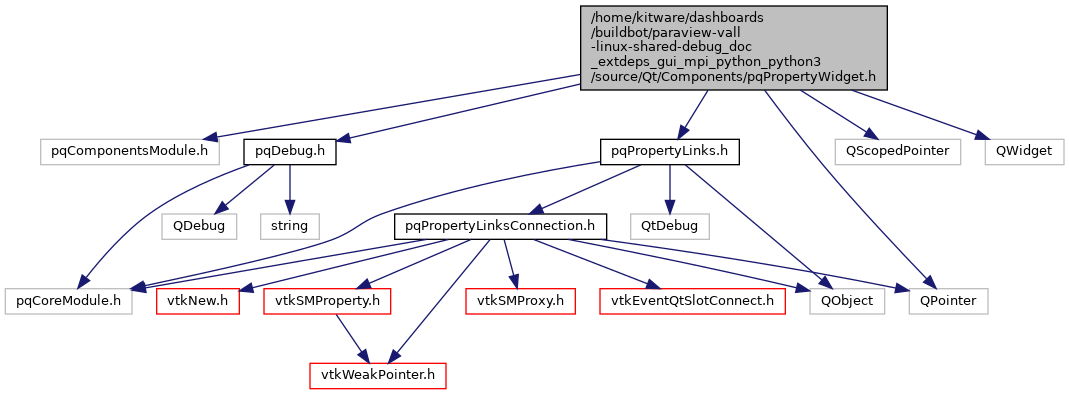 /home/kitware/dashboards
/buildbot/paraview-vall
-linux-shared-debug_doc
_extdeps_gui_mpi_python_python3
/source/Qt/Components/pqPropertyWidget.h
pqComponentsModule.h
pqDebug.h
pqPropertyLinks.h
QScopedPointer
QWidget
QDebug
string
pqPropertyLinksConnection.h
QtDebug
pqCoreModule.h
vtkNew.h
vtkSMProperty.h
vtkSMProxy.h
vtkEventQtSlotConnect.h
QObject
QPointer
vtkWeakPointer.h